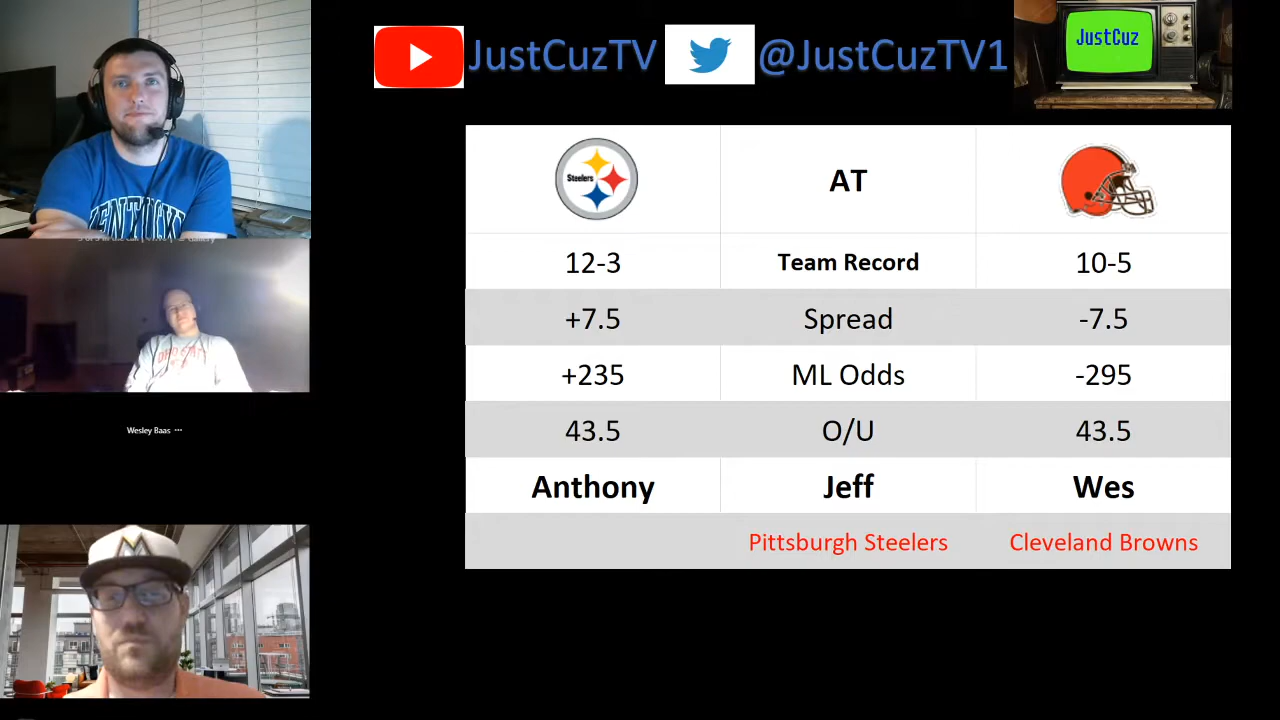 JustCuzTV @JustCuzTV1
JustCuz
Steelers AT
12-3 Team Record 10-5
+7.5 Spread -7.5
+235 ML Odds -295
43.5 O/U 43.5
Anthony Jeff Wes
Pittsburgh Steelers Cleveland Browns
Wesley Baas ···
M